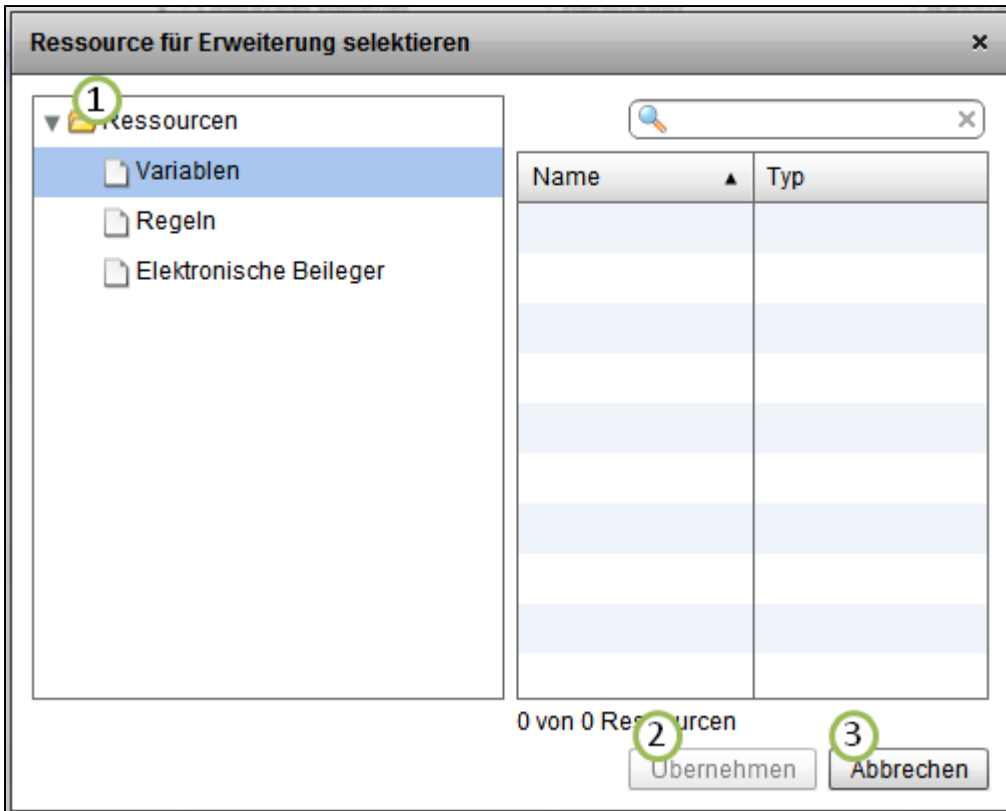 Ressource für Erweiterung selektieren
1
Ressourcen
Variablen
Regeln
Elektronische Beileger
Name
Typ
0 von 0 Ressourcen
2
3
Übernehmen
Abbrechen